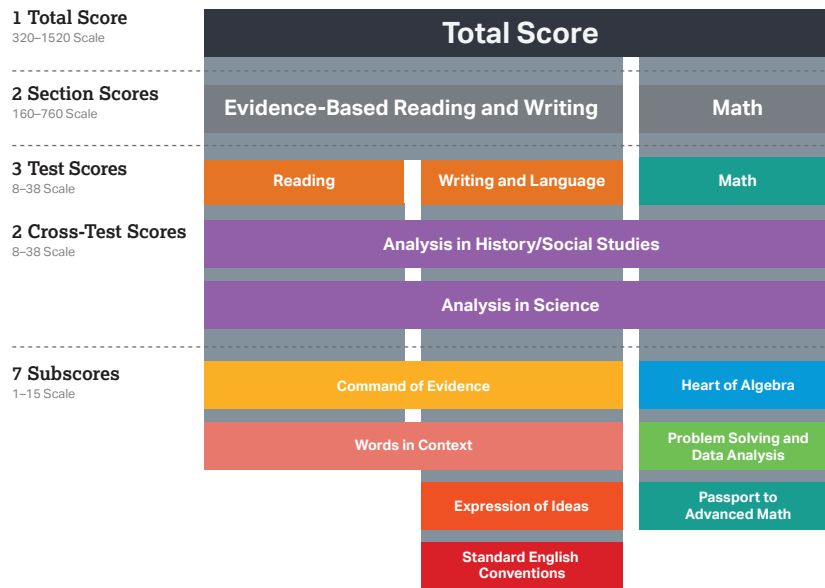 1 Total Score
320–1520 Scale
Total Score
2 Section Scores
160–760 Scale
Evidence-Based Reading and Writing
Math
3 Test Scores
8–38 Scale
Reading
Writing and Language
Math
2 Cross-Test Scores
8–38 Scale
Analysis in History/Social Studies
Analysis in Science
7 Subscores
1–15 Scale
Command of Evidence
Heart of Algebra
Words in Context
Problem Solving and
Data Analysis
Expression of Ideas
Passport to
Advanced Math
Standard English
Conventions